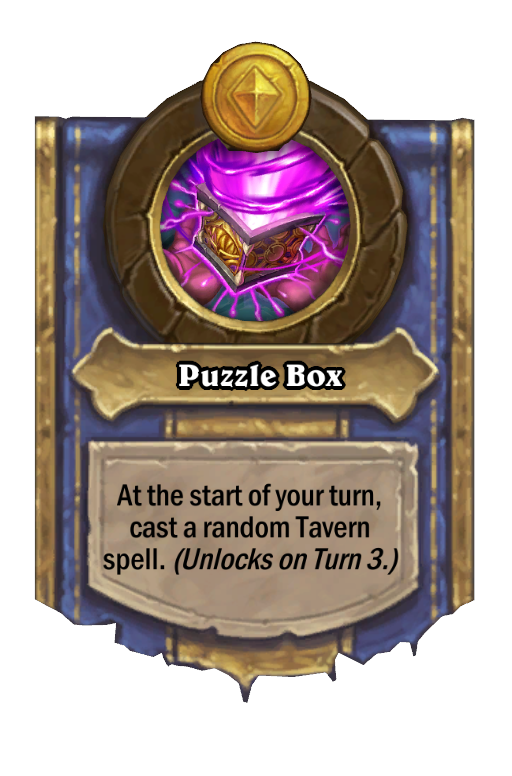 Puzzle Box
At the start of your turn,
cast a random Tavern
spell. (Unlocks on Turn 3.)